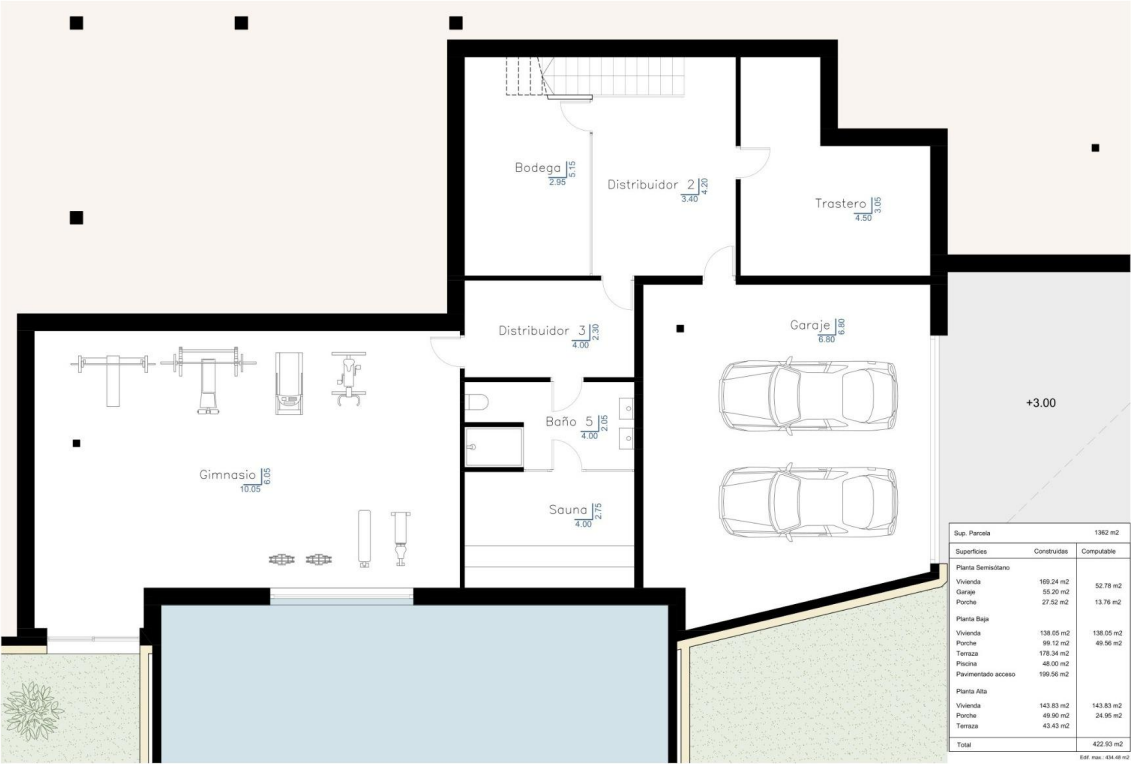 Bodega 5.15
2.95
Distribuidor 2 4.20
3.40
Trastero 3.05
4.50
Distribuidor 3 2.30
4.00
Garaje 6.80
6.80
Baño 5 2.05
4.00
Gimnasio 6.05
10.05
Sauna 2.75
4.00
+3.00
Sup. Parcela 1362 m2
Superficies Construidas Computable
Planta Semisótano
Vivienda 169.24 m2 52.78 m2
Garaje 55.20 m2
Porche 27.52 m2 13.76 m2
Planta Baja
Vivienda 138.05 m2 138.05 m2
Porche 99.12 m2 49.56 m2
Terraza 178.34 m2
Piscina 48.00 m2
Pavimentado acceso 199.56 m2
Planta Alta
Vivienda 143.83 m2 143.83 m2
Porche 49.90 m2 24.95 m2
Terraza 43.43 m2
Total 422.93 m2
Edif. max.: 434.48 m2